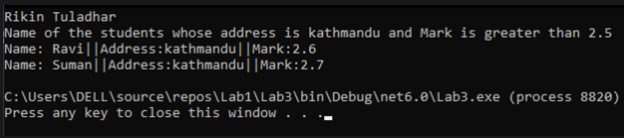 Rikin Tuladhar
Name of the students whose address is kathmandu and Mark is greater than 2.5
Name: Ravi||Address:kathmandu||Mark:2.6
Name: Suman||Address:kathmandu||Mark:2.7
C:\Users\DELL\source\repos\Lab1\Lab3\bin\Debug\net6.0\Lab3.exe (process 8820)
Press any key to close this window . . .